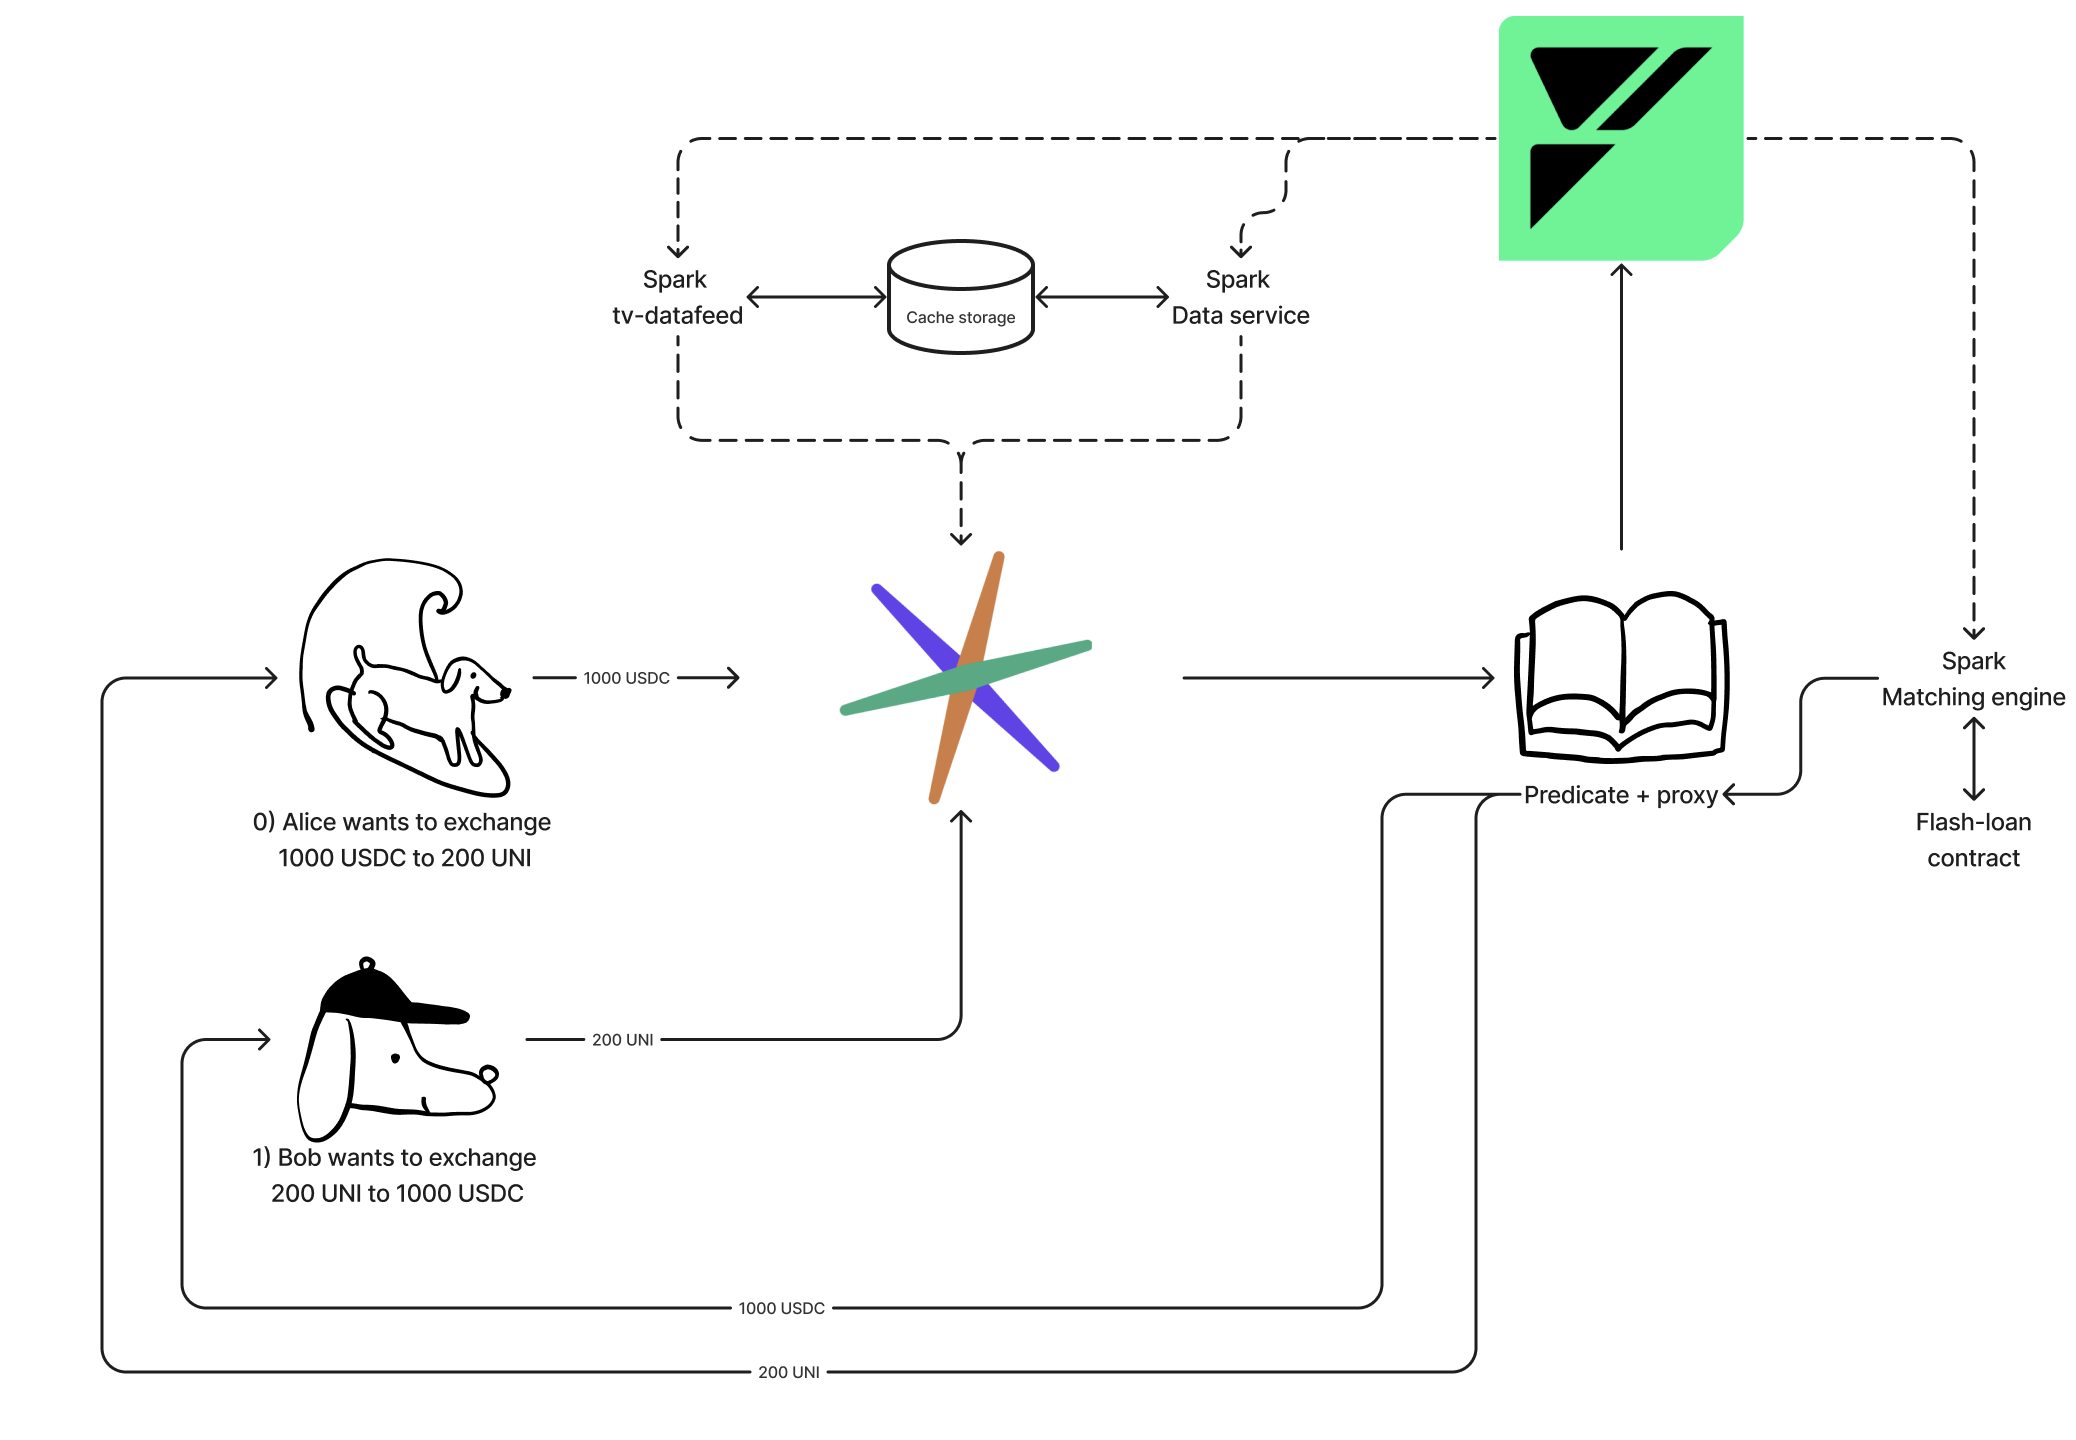 Spark
tv-datafeed
Cache storage
Spark
Data service
1000 USDC
0) Alice wants to exchange
1000 USDC to 200 UNI
Predicate + proxy
Spark
Matching engine
Flash-loan
contract
200 UNI
1) Bob wants to exchange
200 UNI to 1000 USDC
1000 USDC
200 UNI